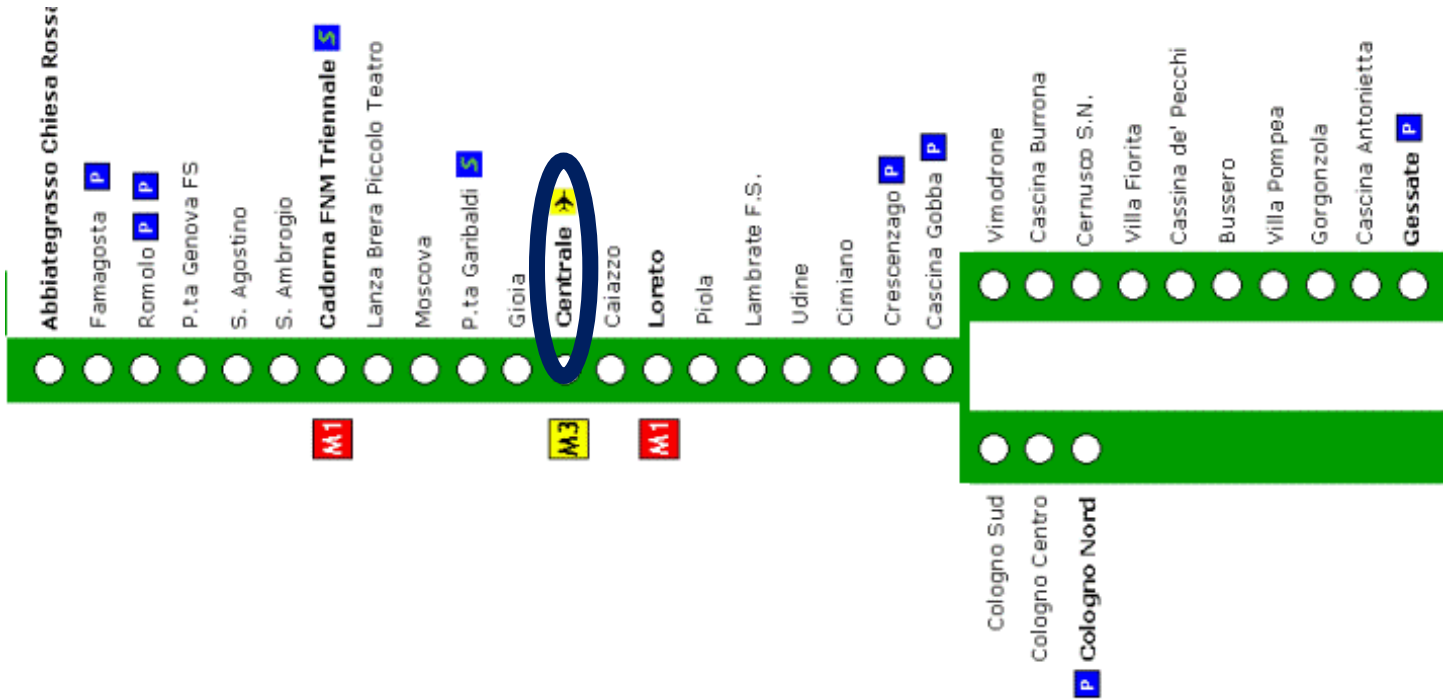 Abbiategrasso Chiesa Rossa
Famagosta P
Romolo P P
P.ta Genova FS
S. Agostino
S. Ambrogio
Cadorna FNM Triennale S
Lanza Brera Piccolo Teatro
Moscova
P.ta Garibaldi S
Gioia
Centrale
Caiazzo
Loreto
Piola
Lambrate F.S.
Udine
Cimiano
Crescenzago P
Cascina Gobba P
Vimodrone
Cascina Burrona
Cernusco S.N.
Villa Fiorita
Cassina de' Pecchi
Bussero
Villa Pompea
Gorgonzola
Cascina Antonietta
Gessate P
M1
M3
M1
Cologno Sud
Cologno Centro
P Cologno Nord